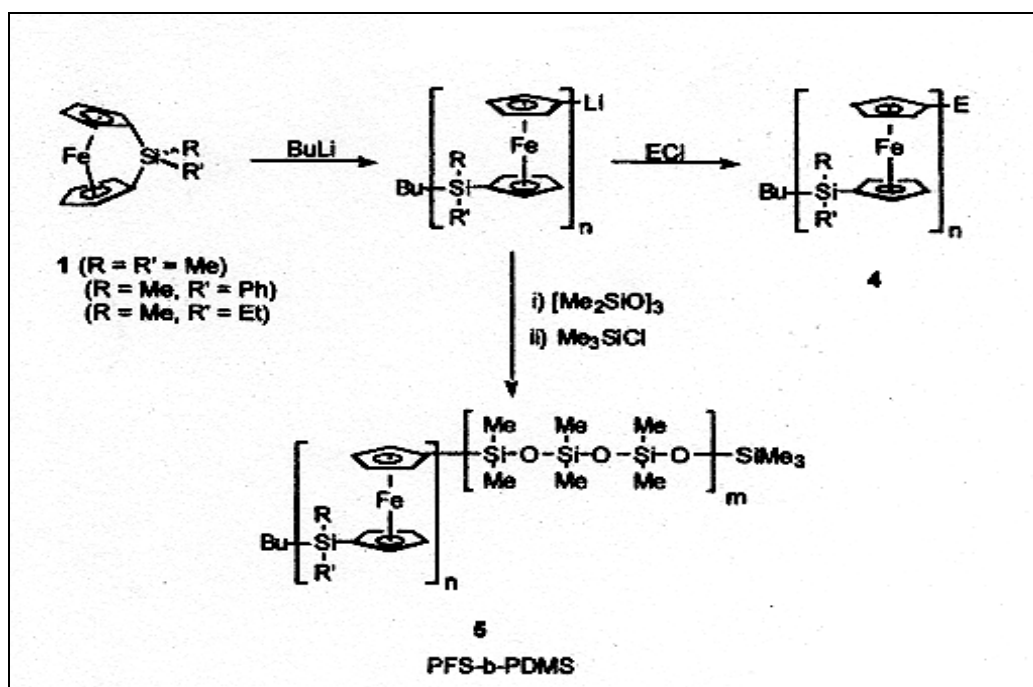 Fe Si R R'
BuLi
Bu Si R R' Fe Li n
ECl
Bu Si R R' Fe E n
1 (R = R' = Me)
(R = Me, R' = Ph)
(R = Me, R' = Et)
4
i) [Me₂SiO]₃
ii) Me₃SiCl
Me Me Me
Bu Si R R' Fe n Si O Si O Si O SiMe₃
Me Me Me m
5
PFS-b-PDMS